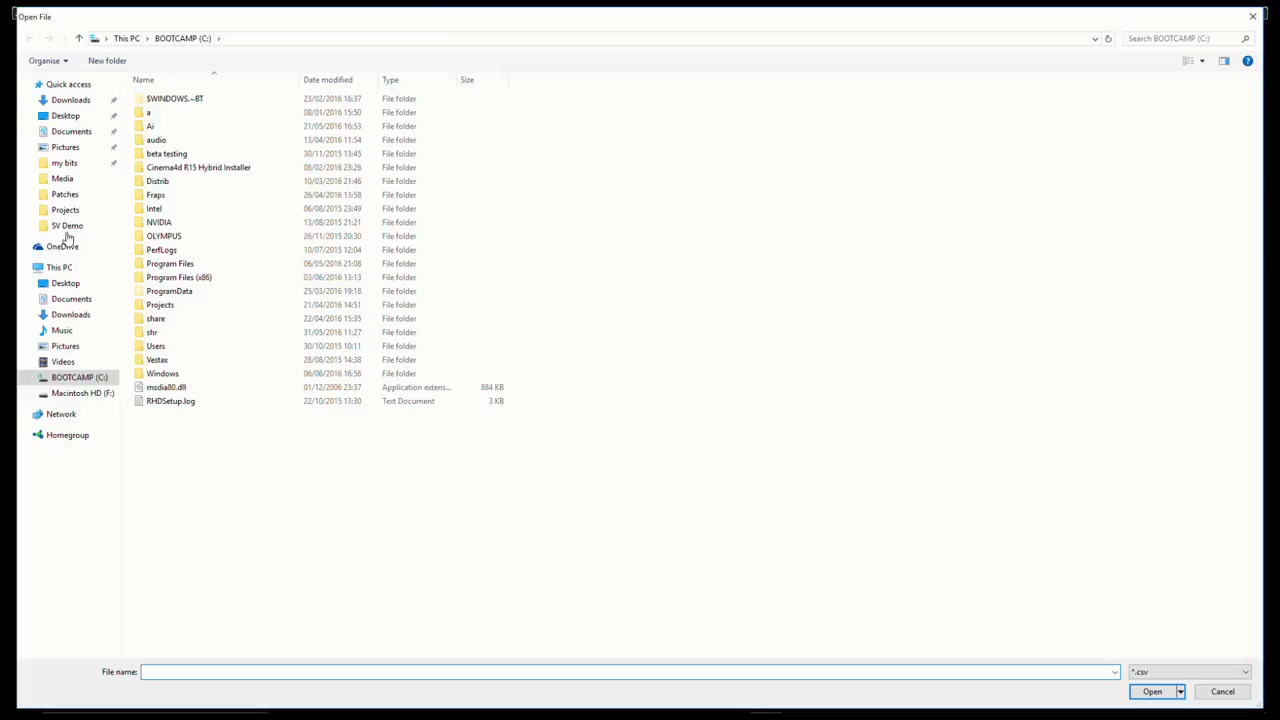 Open File
This PC > BOOTCAMP (C:) >
Search BOOTCAMP (C:)
Organise
New folder
Quick access
Downloads
Desktop
Documents
Pictures
my bits
Media
Patches
Projects
SV Demo
OneDrive
This PC
Desktop
Documents
Downloads
Music
Pictures
Videos
BOOTCAMP (C:)
Macintosh HD (F:)
Network
Homegroup
Name Date modified Type Size
$WINDOWS.~BT 23/02/2016 16:37 File folder
a 08/01/2016 15:50 File folder
Ai 21/05/2016 16:53 File folder
audio 13/04/2016 11:54 File folder
beta testing 30/11/2015 13:45 File folder
Cinema4d R15 Hybrid Installer 08/02/2016 23:26 File folder
Distrib 10/03/2016 21:46 File folder
Fraps 26/04/2016 13:58 File folder
Intel 06/08/2015 23:49 File folder
NVIDIA 13/08/2015 21:21 File folder
OLYMPUS 26/11/2015 20:30 File folder
PerfLogs 10/07/2015 12:04 File folder
Program Files 06/05/2016 21:08 File folder
Program Files (x86) 03/06/2016 13:13 File folder
ProgramData 25/03/2016 19:18 File folder
Projects 21/04/2016 14:51 File folder
share 22/04/2016 15:35 File folder
shr 31/05/2016 11:27 File folder
Users 30/10/2015 10:11 File folder
Vestax 28/08/2015 14:38 File folder
Windows 06/06/2016 16:56 File folder
msdia80.dll 01/12/2006 23:37 Application extens... 884 KB
RHDSetup.log 22/10/2015 13:30 Text Document 3 KB
File name:
*.csv
Open
Cancel